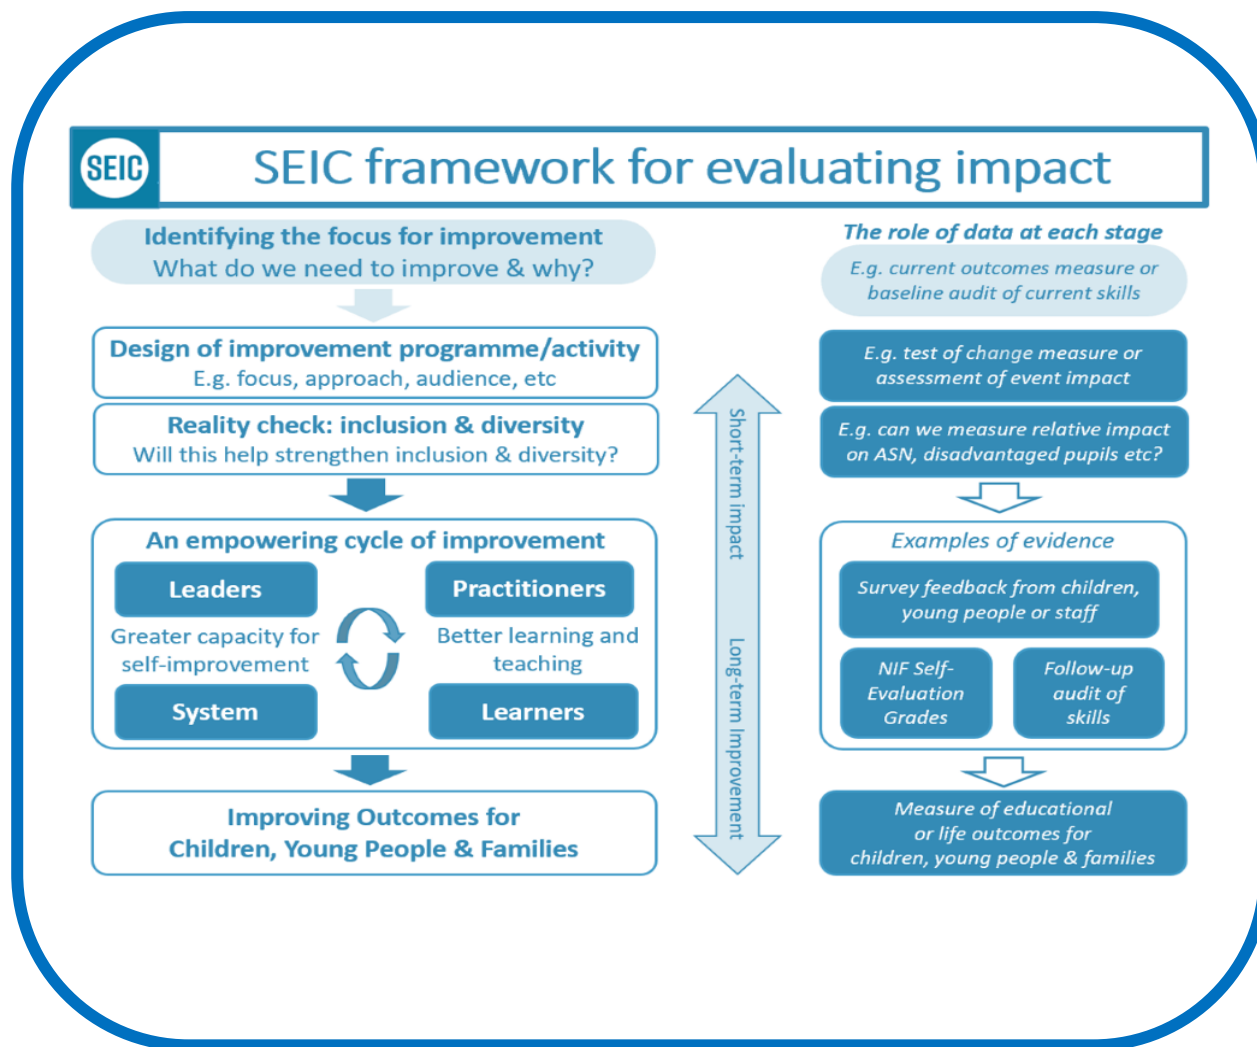 SEIC
SEIC framework for evaluating impact
Identifying the focus for improvement
What do we need to improve & why?
Design of improvement programme/activity
E.g. focus, approach, audience, etc
Reality check: inclusion & diversity
Will this help strengthen inclusion & diversity?
An empowering cycle of improvement
Leaders
Practitioners
Greater capacity for
self-improvement
Better learning and
teaching
System
Learners
Improving Outcomes for
Children, Young People & Families
Short-term impact
Long-term Improvement
The role of data at each stage
E.g. current outcomes measure or
baseline audit of current skills
E.g. test of change measure or
assessment of event impact
E.g. can we measure relative impact
on ASN, disadvantaged pupils etc?
Examples of evidence
Survey feedback from children,
young people or staff
NIF Self-
Evaluation
Grades
Follow-up
audit of
skills
Measure of educational
or life outcomes for
children, young people & families